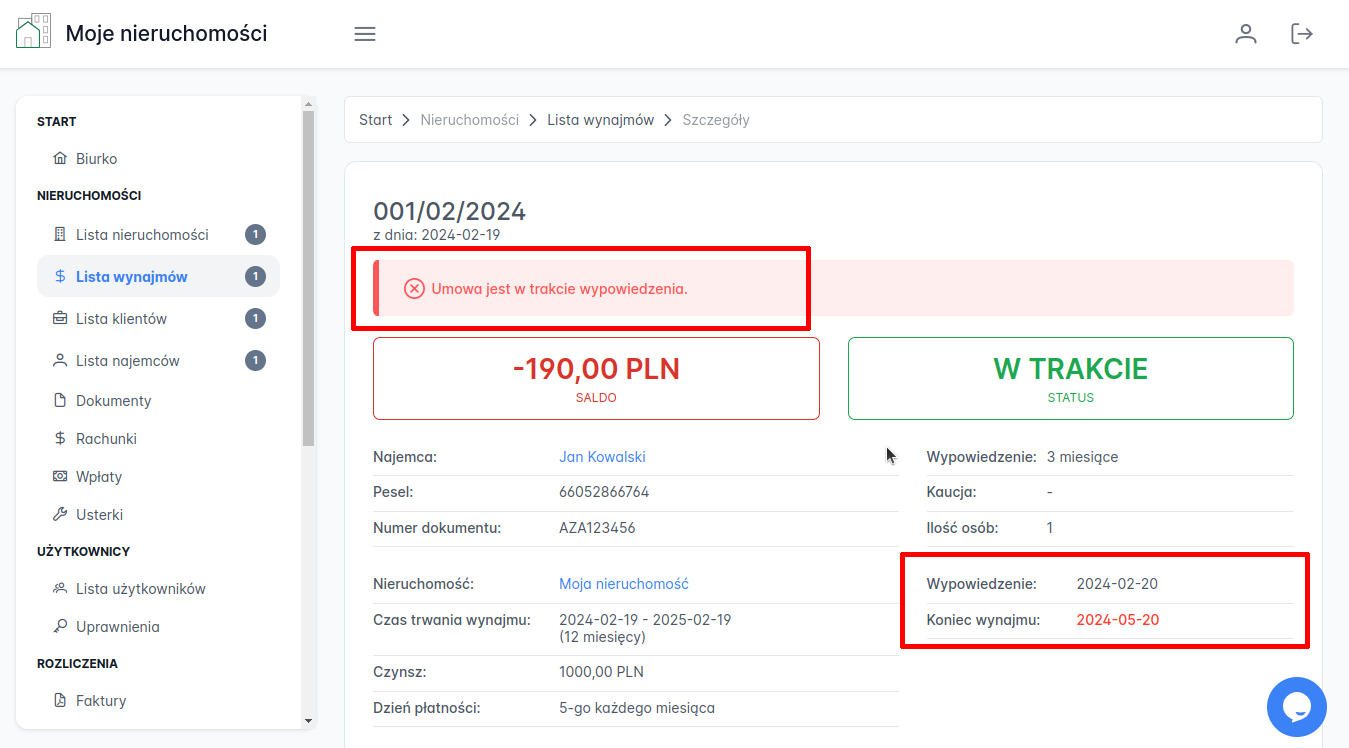 Moje nieruchomości
START
Biurko
NIERUCHOMOŚCI
Lista nieruchomości 1
Lista wynajmów 1
Lista klientów 1
Lista najemców 1
Dokumenty
Rachunki
Wpłaty
Usterki
UŻYTKOWNICY
Lista użytkowników
Uprawnienia
ROZLICZENIA
Faktury
Start > Nieruchomości > Lista wynajmów > Szczegóły
001/02/2024
z dnia: 2024-02-19
Umowa jest w trakcie wypowiedzenia.
-190,00 PLN
SALDO
W TRAKCIE
STATUS
Najemca: Jan Kowalski
Pesel: 66052866764
Numer dokumentu: AZA123456
Wypowiedzenie: 3 miesiące
Kaucja: -
Ilość osób: 1
Nieruchomość: Moja nieruchomość
Czas trwania wynajmu: 2024-02-19 - 2025-02-19
(12 miesięcy)
Czynsz: 1000,00 PLN
Dzień płatności: 5-go każdego miesiąca
Wypowiedzenie: 2024-02-20
Koniec wynajmu: 2024-05-20